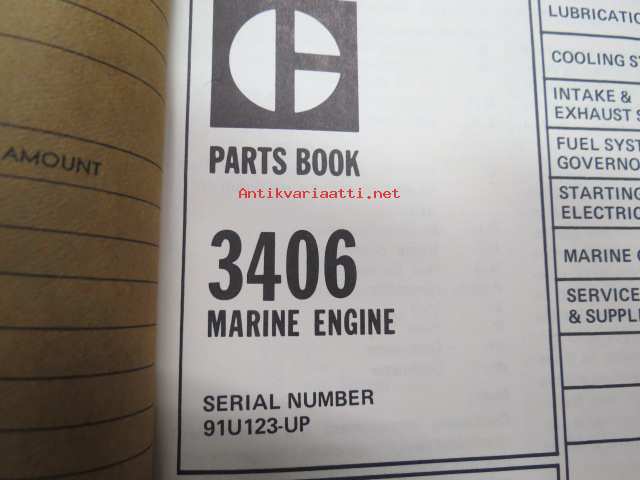 AMOUNT
PARTS BOOK
Antikvariaatti.net
3406
MARINE ENGINE
SERIAL NUMBER
91U123-UP
LUBRICATIO
COOLING S
INTAKE &
EXHAUST S
FUEL SYST
GOVERNO
STARTING
ELECTRIC
MARINE
SERVICE
& SUPPLI